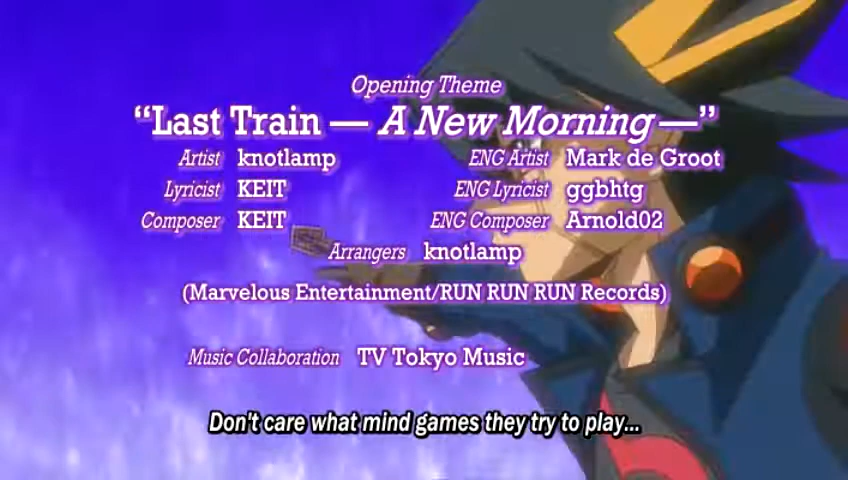 Opening Theme
“Last Train — A New Morning —”
Artist knotlamp ENG Artist Mark de Groot
Lyricist KEIT ENG Lyricist ggbhtg
Composer KEIT ENG Composer Arnold02
Arrangers knotlamp
(Marvelous Entertainment/RUN RUN RUN Records)
Music Collaboration TV Tokyo Music
Don't care what mind games they try to play...